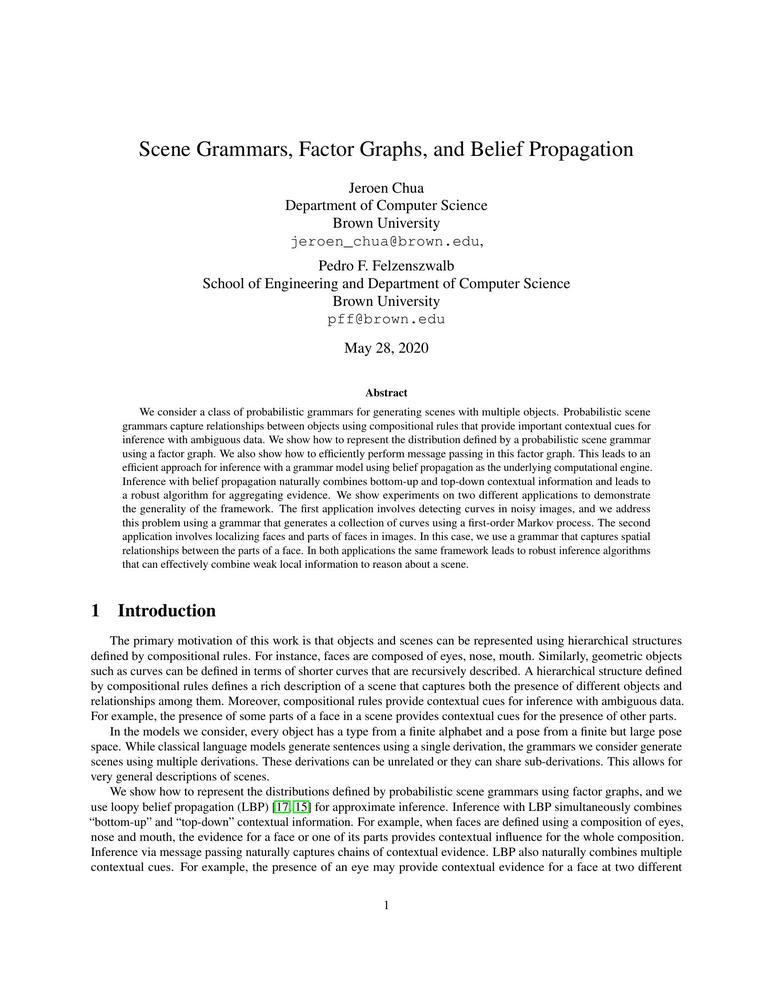 Scene Grammars, Factor Graphs, and Belief Propagation
Jeroen Chua
Department of Computer Science
Brown University
jeroen_chua@brown.edu,
Pedro F. Felzenszwalb
School of Engineering and Department of Computer Science
Brown University
pff@brown.edu
May 28, 2020
Abstract
We consider a class of probabilistic grammars for generating scenes with multiple objects. Probabilistic scene
grammars capture relationships between objects using compositional rules that provide important contextual cues for
inference with ambiguous data. We show how to represent the distribution defined by a probabilistic scene grammar
using a factor graph. We also show how to efficiently perform message passing in this factor graph. This leads to an
efficient approach for inference with a grammar model using belief propagation as the underlying computational engine.
Inference with belief propagation naturally combines bottom-up and top-down contextual information and leads to
a robust algorithm for aggregating evidence. We show experiments on two different applications to demonstrate
the generality of the framework. The first application involves detecting curves in noisy images, and we address
this problem using a grammar that generates a collection of curves using a first-order Markov process. The second
application involves localizing faces and parts of faces in images. In this case, we use a grammar that captures spatial
relationships between the parts of a face. In both applications the same framework leads to robust inference algorithms
that can effectively combine weak local information to reason about a scene.
1 Introduction
The primary motivation of this work is that objects and scenes can be represented using hierarchical structures
defined by compositional rules. For instance, faces are composed of eyes, nose, mouth. Similarly, geometric objects
such as curves can be defined in terms of shorter curves that are recursively described. A hierarchical structure defined
by compositional rules defines a rich description of a scene that captures both the presence of different objects and
relationships among them. Moreover, compositional rules provide contextual cues for inference with ambiguous data.
For example, the presence of some parts of a face in a scene provides contextual cues for the presence of other parts.
In the models we consider, every object has a type from a finite alphabet and a pose from a finite but large pose
space. While classical language models generate sentences using a single derivation, the grammars we consider generate
scenes using multiple derivations. These derivations can be unrelated or they can share sub-derivations. This allows for
very general descriptions of scenes.
We show how to represent the distributions defined by probabilistic scene grammars using factor graphs, and we
use loopy belief propagation (LBP) [17, 15] for approximate inference. Inference with LBP simultaneously combines
“bottom-up” and “top-down” contextual information. For example, when faces are defined using a composition of eyes,
nose and mouth, the evidence for a face or one of its parts provides contextual influence for the whole composition.
Inference via message passing naturally captures chains of contextual evidence. LBP also naturally combines multiple
contextual cues. For example, the presence of an eye may provide contextual evidence for a face at two different
1